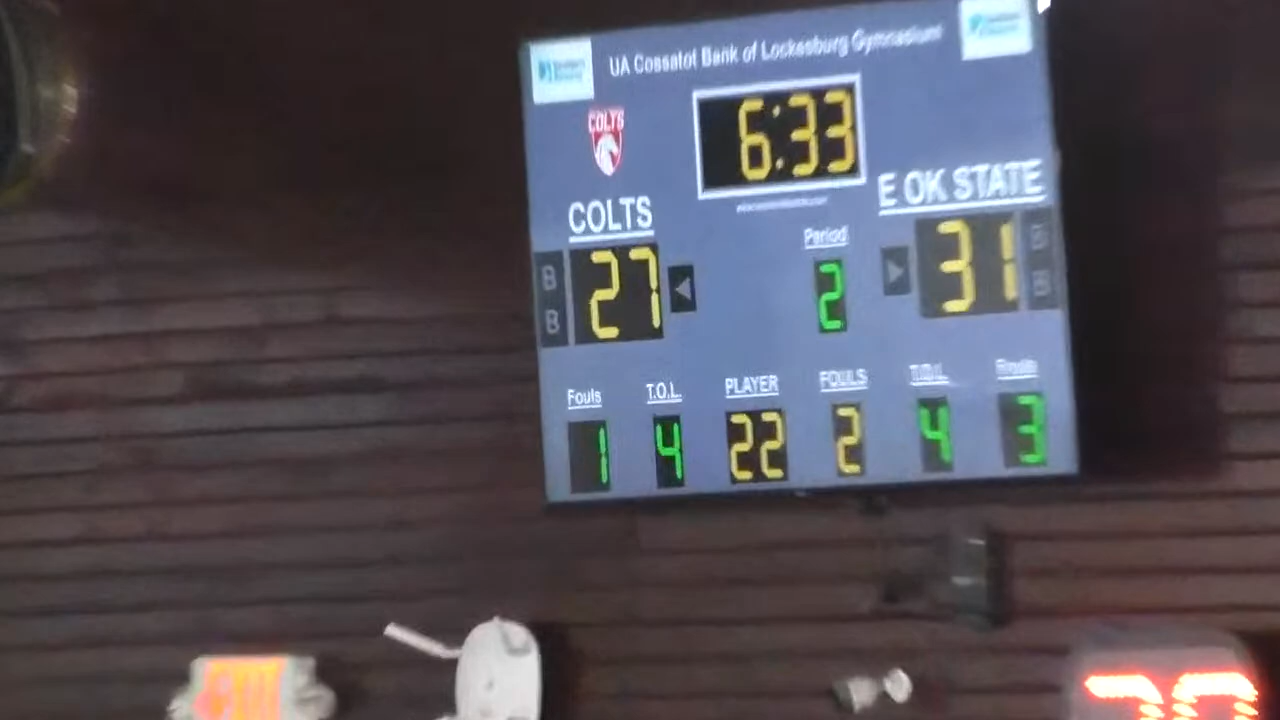 UA Cossatot Bank of Lockesburg Gymnasium
COLTS
6:33
E OK STATE
COLTS
Period
B
B
27
2
31
B
B
Fouls
T.O.L.
PLAYER
FOULS
T.O.L.
Fouls
1
4
22
2
4
3